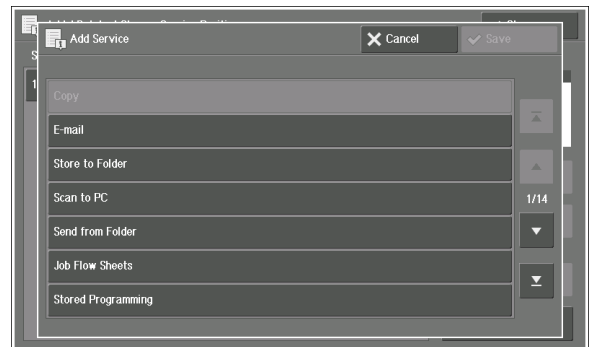 Add Service
Cancel
Save
Copy
E-mail
Store to Folder
Scan to PC
1/14
Send from Folder
Job Flow Sheets
Stored Programming